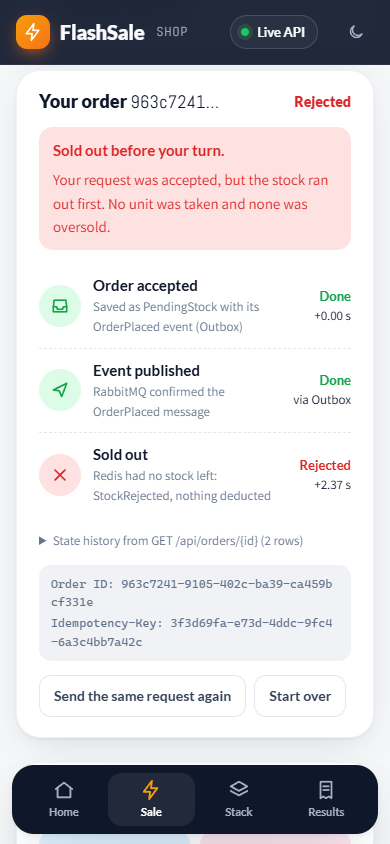 FlashSale SHOP Live API
Your order 963c7241... Rejected
Sold out before your turn.
Your request was accepted, but the stock ran
out first. No unit was taken and none was
oversold.
Order accepted
Saved as PendingStock with its
OrderPlaced event (Outbox)
Done
+0.00 s
Event published
RabbitMQ confirmed the
OrderPlaced message
Done
via Outbox
Sold out
Redis had no stock left:
StockRejected, nothing deducted
Rejected
+2.37 s
State history from GET /api/orders/{id} (2 rows)
Order ID: 963c7241-9105-402c-ba39-ca459b
cf331e
Idempotency-Key: 3f3d69fa-e73d-4ddc-9fc4
-6a3c4bb7a42c
Send the same request again Start over
Home Sale Stack Results